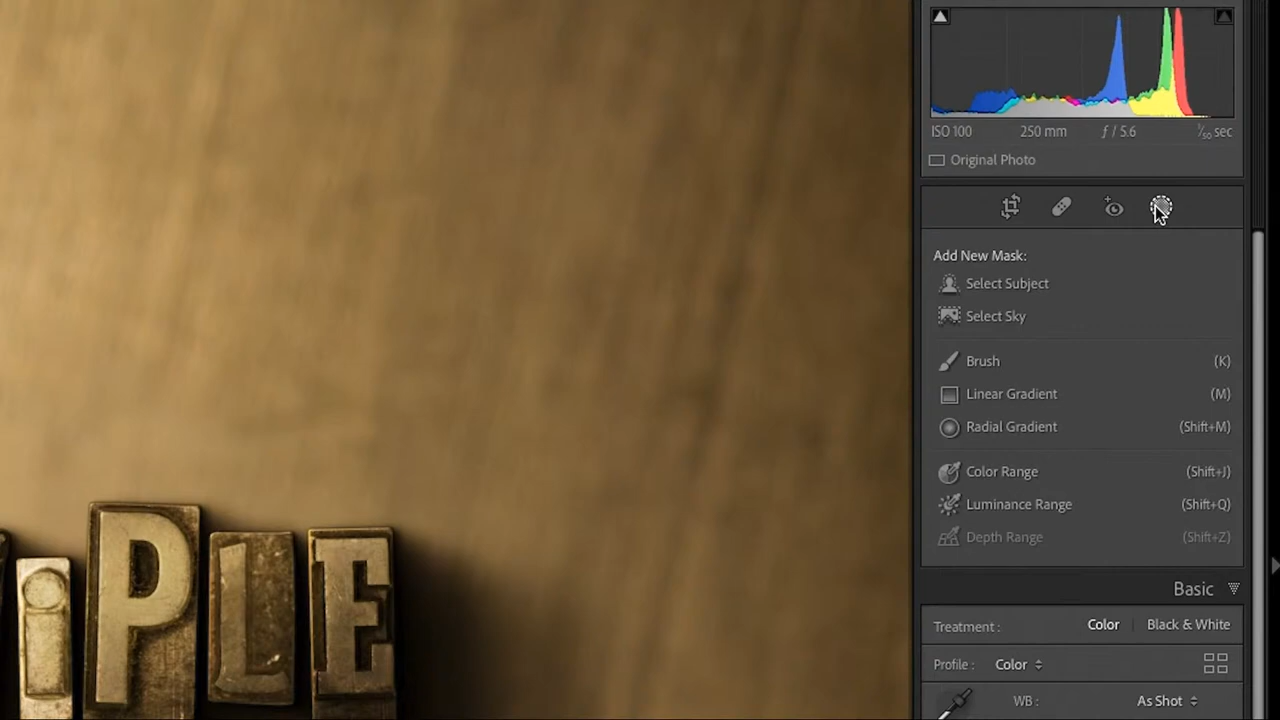 ISO 100 250 mm ƒ / 5.6 1/50 sec
Original Photo
Add New Mask:
Select Subject
Select Sky
Brush (K)
Linear Gradient (M)
Radial Gradient (Shift+M)
Color Range (Shift+J)
Luminance Range (Shift+Q)
Depth Range (Shift+Z)
iPLE
Basic
Treatment : Color Black & White
Profile : Color
WB : As Shot